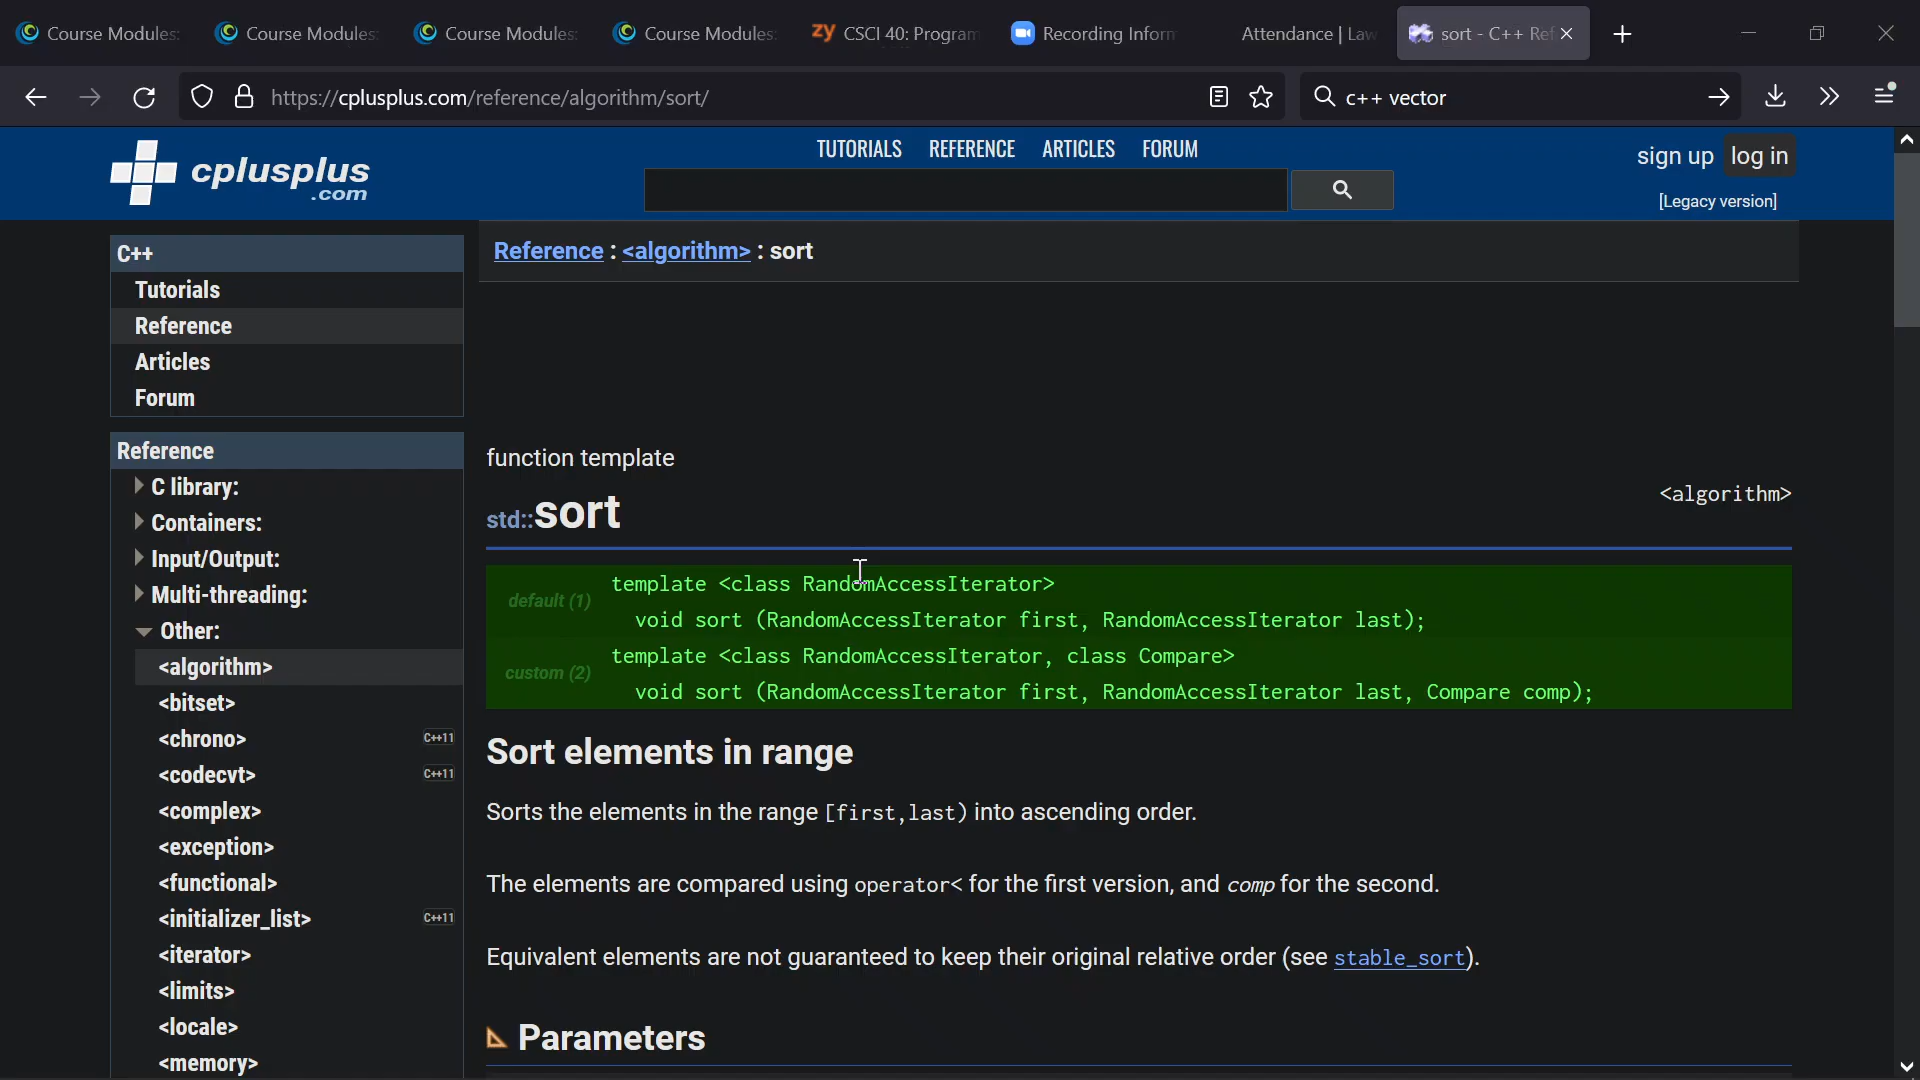 Course Modules:
Course Modules:
Course Modules:
Course Modules:
zy CSCI 40: Program
Recording Inform
Attendance | Law
sort - C++ Ref
https://cplusplus.com/reference/algorithm/sort/
c++ vector
cplusplus
.com
TUTORIALS REFERENCE ARTICLES FORUM
sign up log in
[Legacy version]
C++
Tutorials
Reference
Articles
Forum
Reference
C library:
Containers:
Input/Output:
Multi-threading:
Other:
<algorithm>
<bitset>
<chrono> C++11
<codecvt> C++11
<complex>
<exception>
<functional>
<initializer_list> C++11
<iterator>
<limits>
<locale>
<memory>
Reference : <algorithm> : sort
function template
<algorithm>
std::sort
default (1)
template <class RandomAccessIterator>
void sort (RandomAccessIterator first, RandomAccessIterator last);
custom (2)
template <class RandomAccessIterator, class Compare>
void sort (RandomAccessIterator first, RandomAccessIterator last, Compare comp);
Sort elements in range
Sorts the elements in the range [first,last) into ascending order.
The elements are compared using operator< for the first version, and comp for the second.
Equivalent elements are not guaranteed to keep their original relative order (see stable_sort).
Parameters